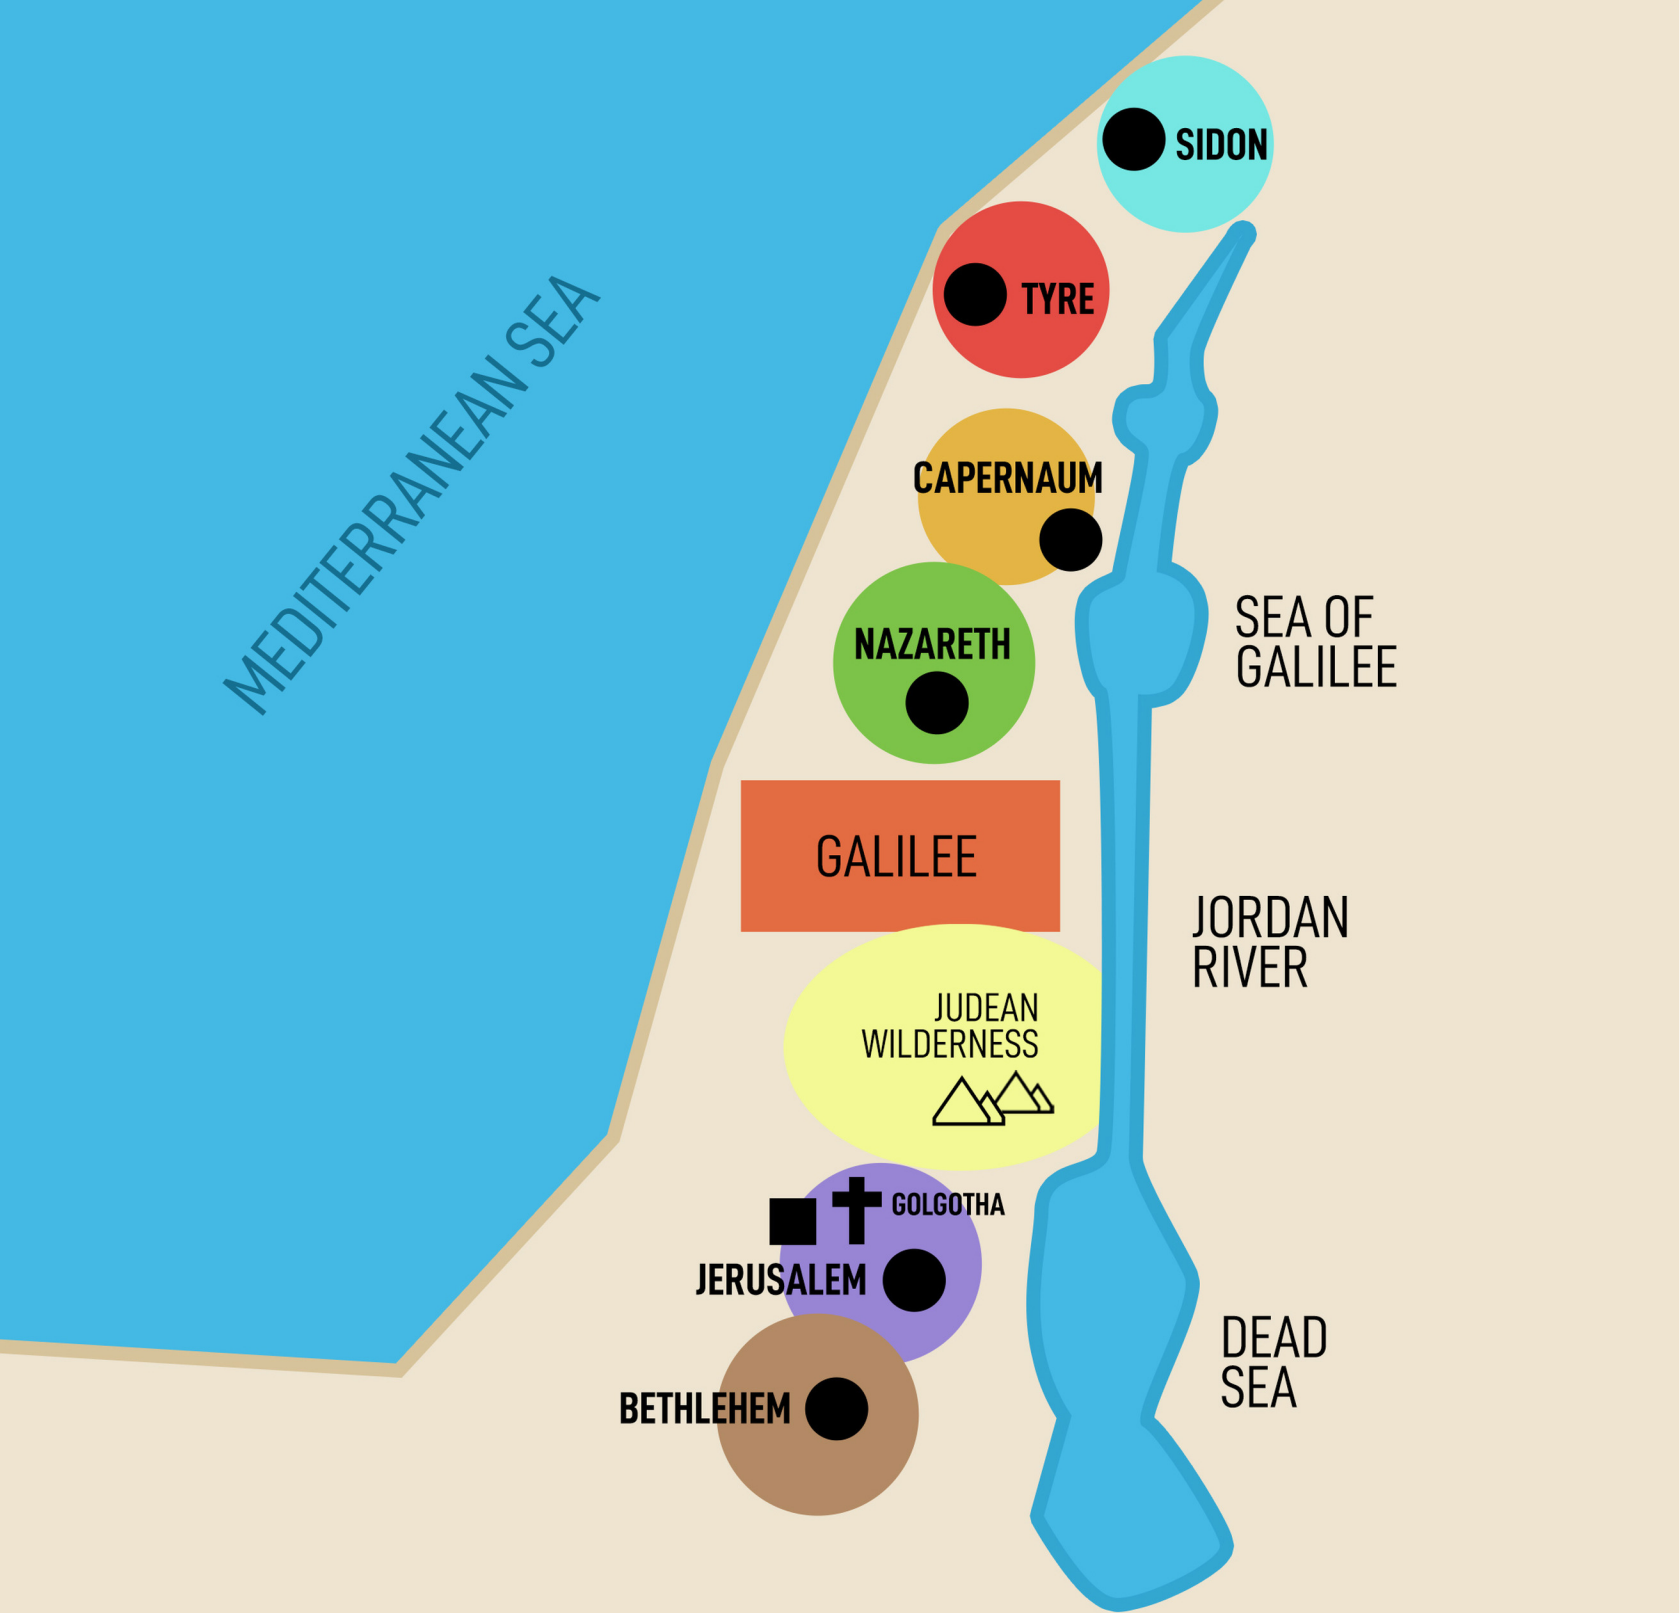 SIDON
TYRE
MEDITERRANEAN SEA
CAPERNAUM
SEA OF
GALILEE
NAZARETH
GALILEE
JORDAN
RIVER
JUDEAN
WILDERNESS
GOLGOTHA
JERUSALEM
DEAD
SEA
BETHLEHEM